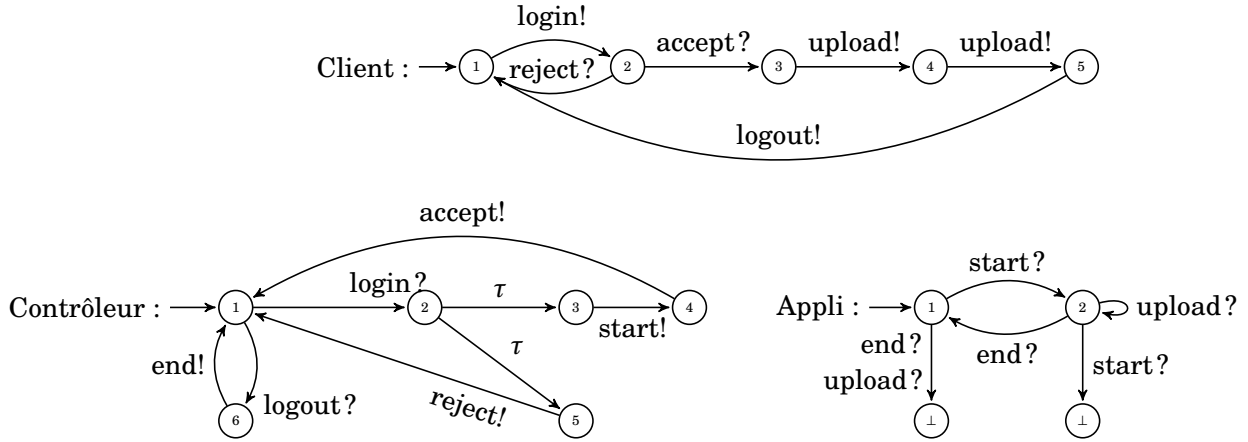 login!
Client : 1 reject? 2 accept? 3 upload! 4 upload! 5
logout!
accept!
Contrôleur : 1 login? 2 τ 3 start! 4
τ
end! logout? reject!
6 5
start?
Appli : 1 2 upload?
end? end?
upload? start?
⊥ ⊥